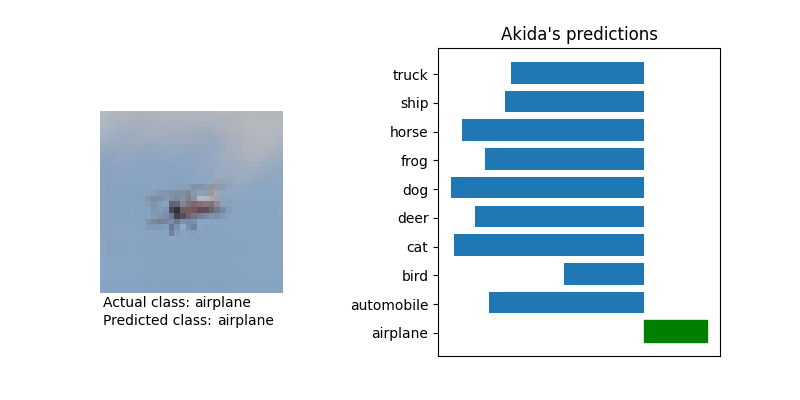 Akida's predictions
truck
ship
horse
frog
dog
deer
cat
bird
automobile
airplane
Actual class: airplane
Predicted class: airplane